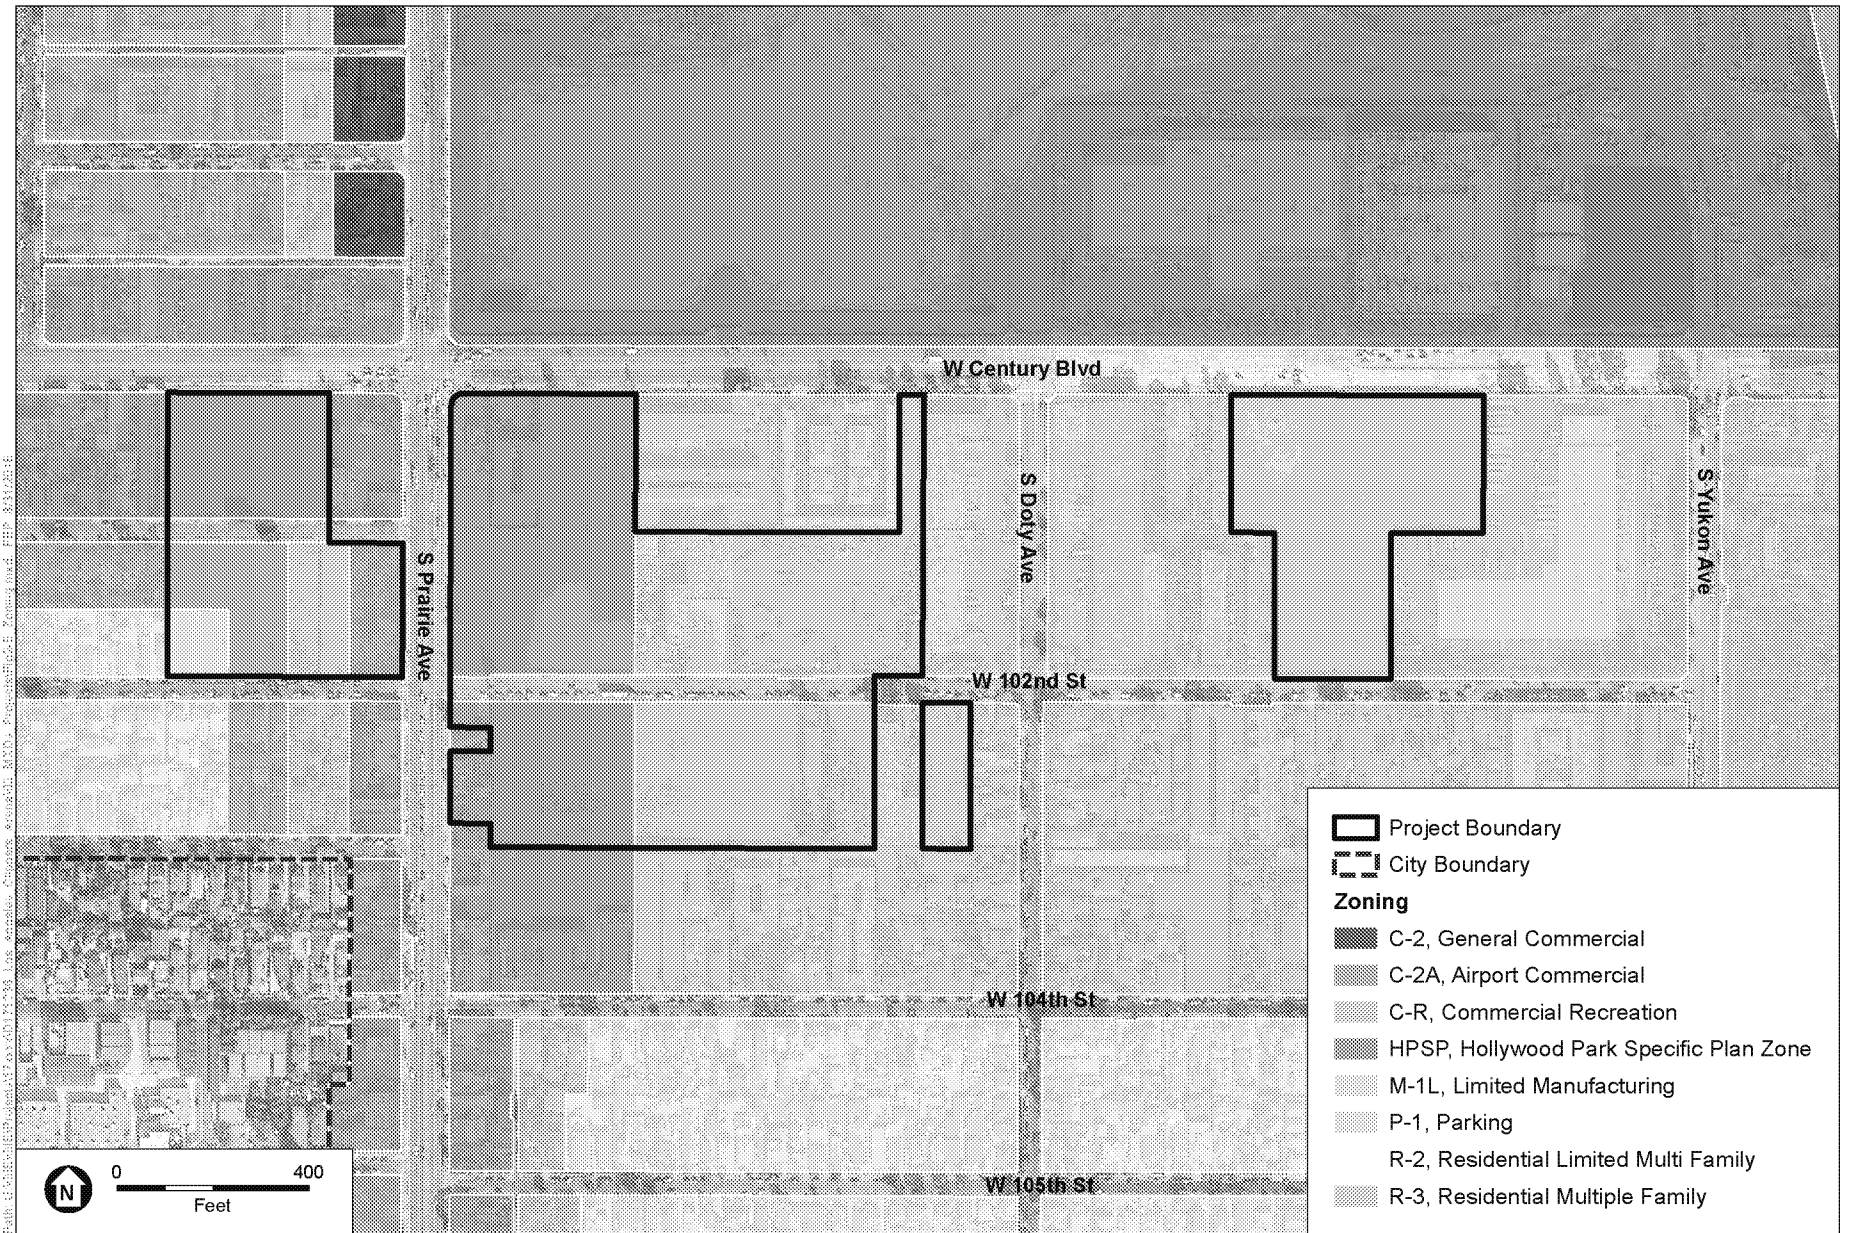 W Century Blvd
S Prairie Ave
S Doty Ave
S Yukon Ave
W 102nd St
W 104th St
W 105th St
Project Boundary
City Boundary
Zoning
C-2, General Commercial
C-2A, Airport Commercial
C-R, Commercial Recreation
HPSP, Hollywood Park Specific Plan Zone
M-1L, Limited Manufacturing
P-1, Parking
R-2, Residential Limited Multi Family
R-3, Residential Multiple Family
N
0 400
Feet